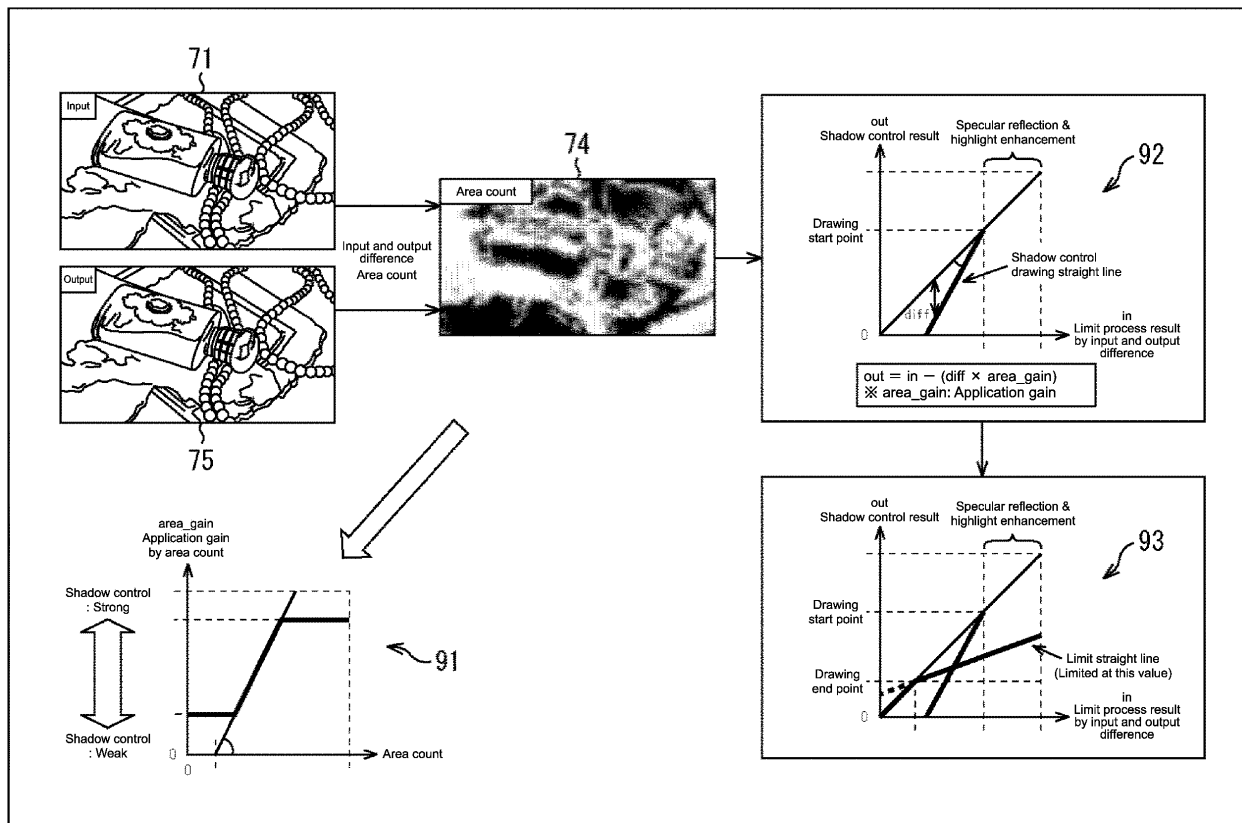 71
Input
Output
75
Input and output
difference
Area count
74
Area count
out
Shadow control result
Specular reflection &
highlight enhancement
92
Drawing
start point
Shadow control
drawing straight line
diff
0
in
Limit process result
by input and output
difference
out = in − (diff × area_gain)
※ area_gain: Application gain
out
Shadow control result
Specular reflection &
highlight enhancement
93
Drawing
start point
Drawing
end point
Limit straight line
(Limited at this value)
0
in
Limit process result
by input and output
difference
area_gain
Application gain
by area count
Shadow control
: Strong
91
Shadow control
: Weak
0
0
Area count